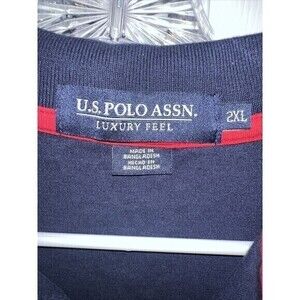 U.S. POLO ASSN.
LUXURY FEEL
2XL
MADE IN
BANGLADESH
HECHO EN
BANGLADESH